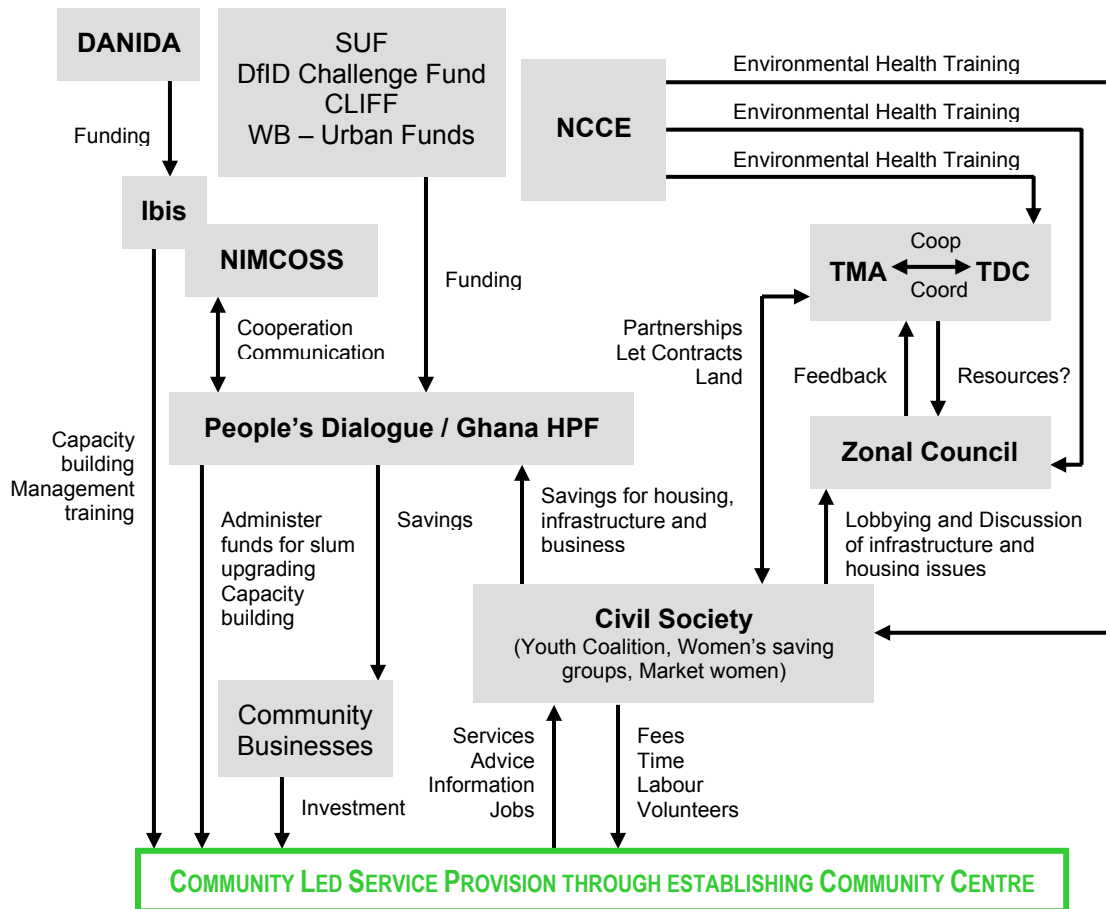 DANIDA
SUF
DfID Challenge Fund
CLIFF
WB – Urban Funds
NCCE
Environmental Health Training
Environmental Health Training
Environmental Health Training
Funding
Ibis
NIMCOSS
Funding
Coop
TMA
TDC
Coord
Cooperation
Communication
Partnerships
Let Contracts
Land
Feedback
Resources?
People's Dialogue / Ghana HPF
Zonal Council
Capacity
building
Management
training
Administer
funds for slum
upgrading
Capacity
building
Savings
Savings for housing,
infrastructure and
business
Lobbying and Discussion
of infrastructure and
housing issues
Civil Society
(Youth Coalition, Women's saving
groups, Market women)
Community
Businesses
Services
Advice
Information
Jobs
Fees
Time
Labour
Volunteers
Investment
COMMUNITY LED SERVICE PROVISION THROUGH ESTABLISHING COMMUNITY CENTRE